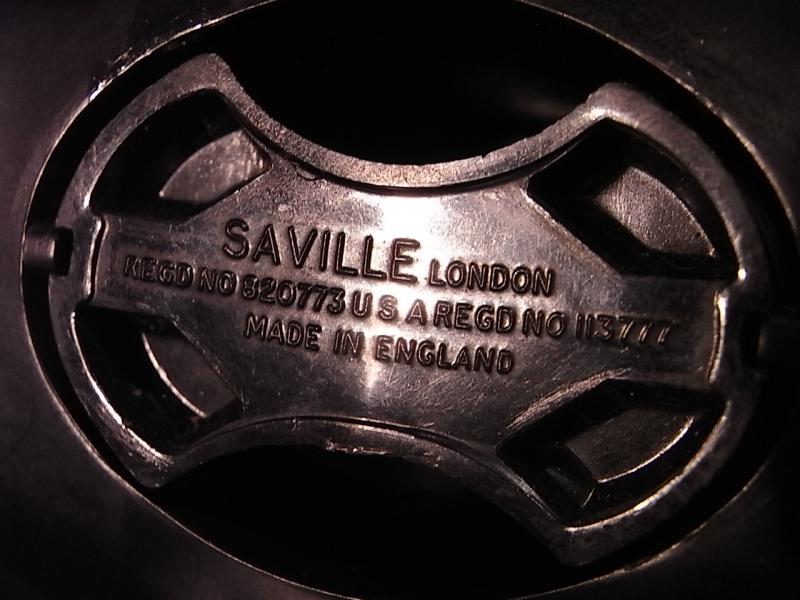 SAVILLE LONDON
REGD NO 820773 U S A REGD NO 113777
MADE IN ENGLAND